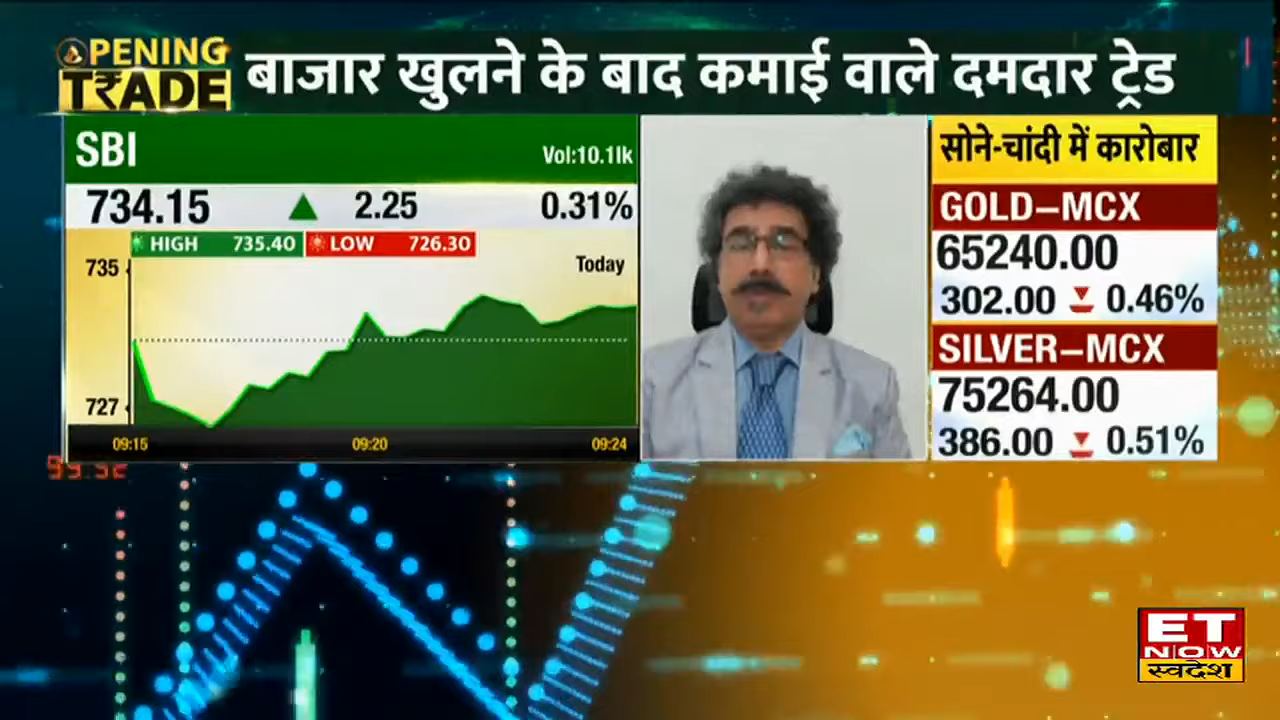 OPENING
TRADE
बाजार खुलने के बाद कमाई वाले दमदार ट्रेड
SBI
Vol:10.1lk
734.15 ▲ 2.25 0.31%
HIGH 735.40 LOW 726.30
735
Today
727
09:15 09:20 09:24
सोने-चांदी में कारोबार
GOLD–MCX
65240.00
302.00 0.46%
SILVER–MCX
75264.00
386.00 0.51%
ET
NOW
स्वदेश